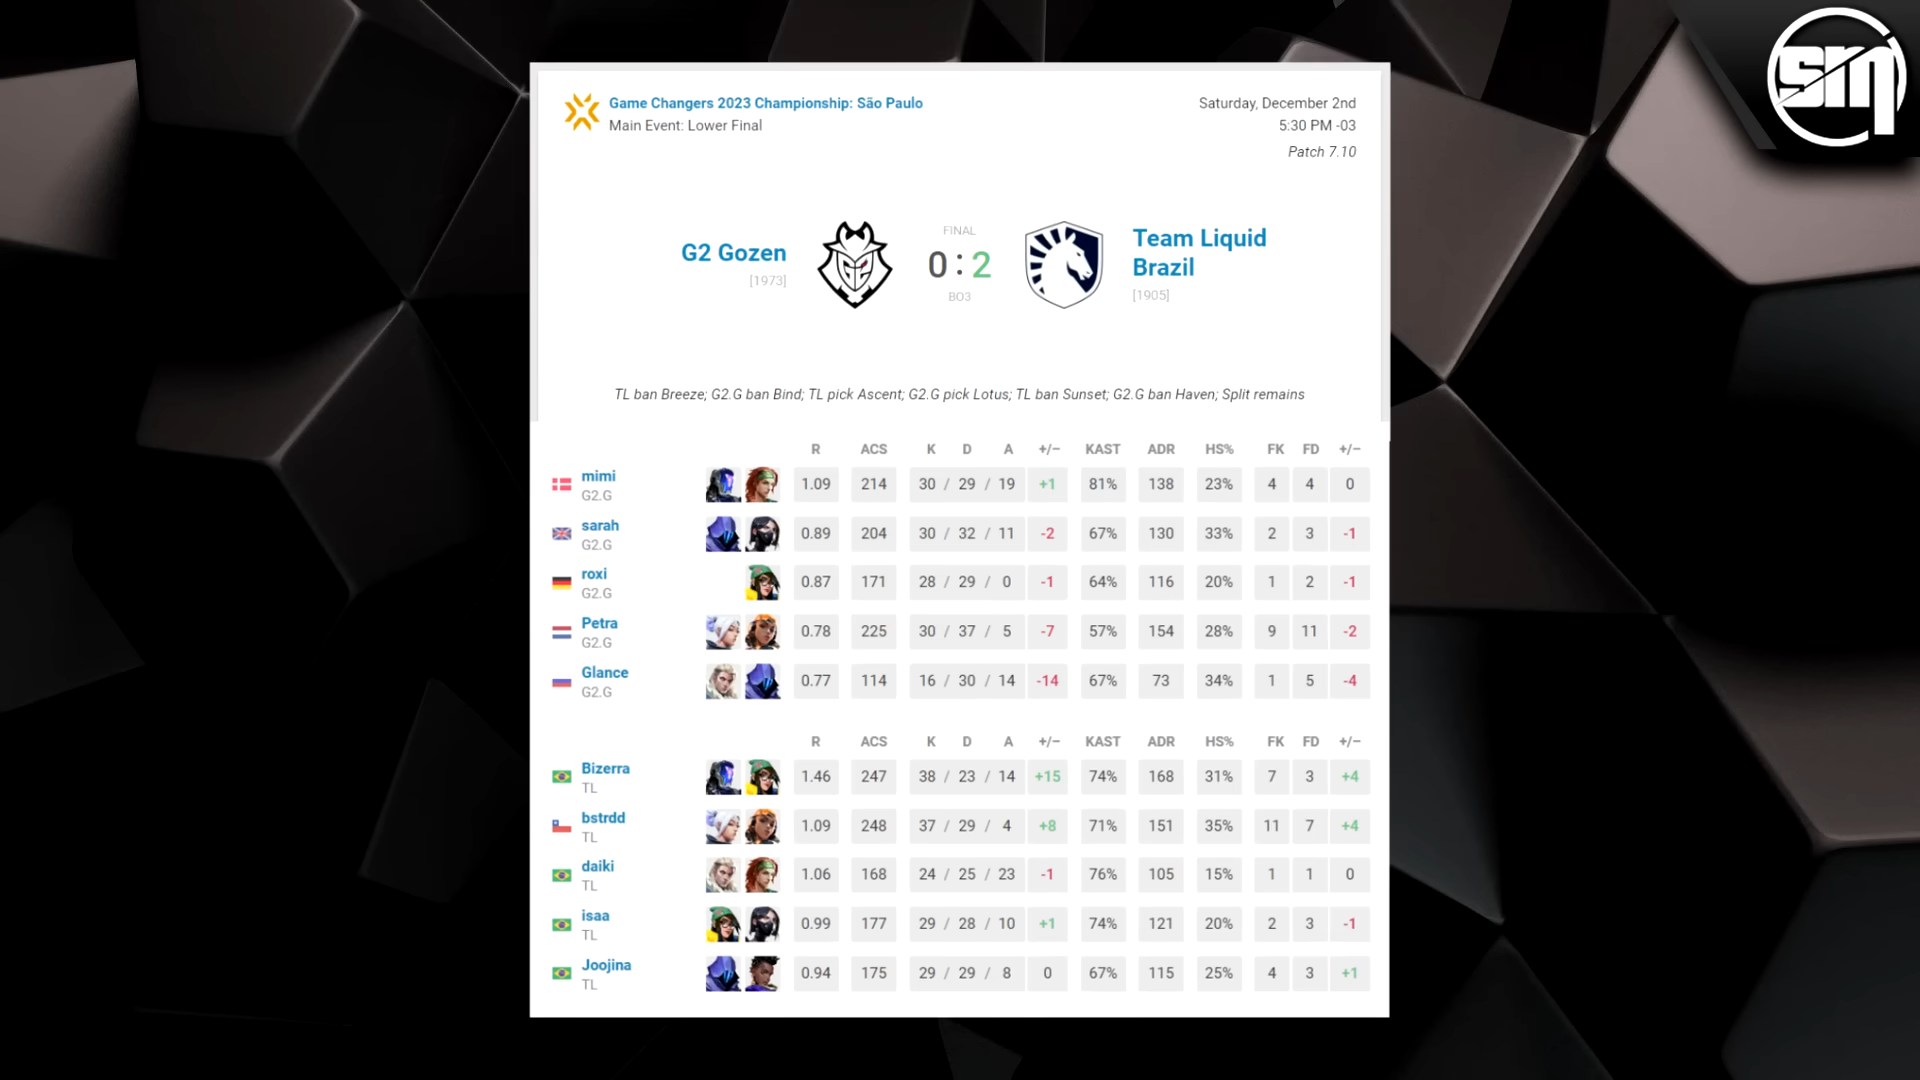 SM
Game Changers 2023 Championship: São Paulo
Main Event: Lower Final
Saturday, December 2nd
5:30 PM -03
Patch 7.10
G2 Gozen
[1973]
FINAL
0 : 2
BO3
Team Liquid
Brazil
[1905]
TL ban Breeze; G2.G ban Bind; TL pick Ascent; G2.G pick Lotus; TL ban Sunset; G2.G ban Haven; Split remains
R ACS K D A +/– KAST ADR HS% FK FD +/–
mimi 1.09 214 30 / 29 / 19 +1 81% 138 23% 4 4 0
G2.G
sarah 0.89 204 30 / 32 / 11 -2 67% 130 33% 2 3 -1
G2.G
roxi 0.87 171 28 / 29 / 0 -1 64% 116 20% 1 2 -1
G2.G
Petra 0.78 225 30 / 37 / 5 -7 57% 154 28% 9 11 -2
G2.G
Glance 0.77 114 16 / 30 / 14 -14 67% 73 34% 1 5 -4
G2.G
R ACS K D A +/– KAST ADR HS% FK FD +/–
Bizerra 1.46 247 38 / 23 / 14 +15 74% 168 31% 7 3 +4
TL
bstrdd 1.09 248 37 / 29 / 4 +8 71% 151 35% 11 7 +4
TL
daiki 1.06 168 24 / 25 / 23 -1 76% 105 15% 1 1 0
TL
isaa 0.99 177 29 / 28 / 10 +1 74% 121 20% 2 3 -1
TL
Joojina 0.94 175 29 / 29 / 8 0 67% 115 25% 4 3 +1
TL